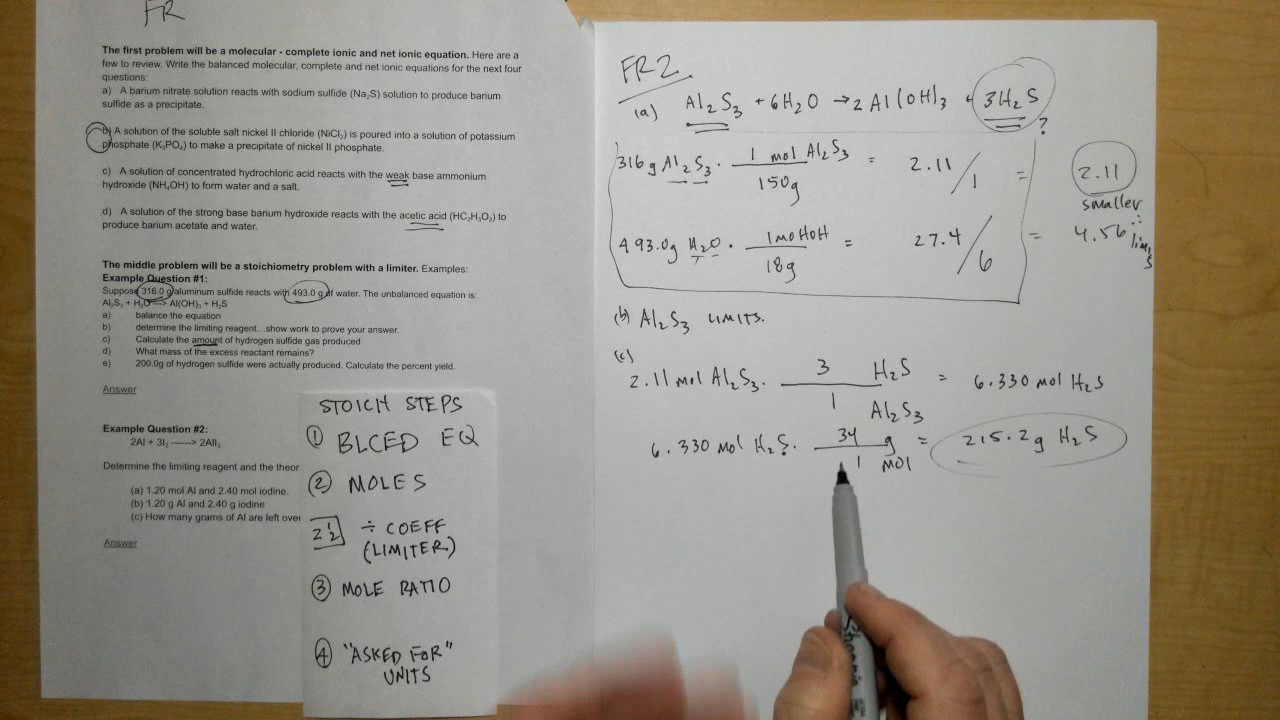 FR
The first problem will be a molecular - complete ionic and net ionic equation. Here are a
few to review. Write the balanced molecular, complete and net ionic equations for the next four
questions:
a) A barium nitrate solution reacts with sodium sulfide (Na₂S) solution to produce barium
sulfide as a precipitate.
b) A solution of the soluble salt nickel II chloride (NiCl₂) is poured into a solution of potassium
phosphate (K₃PO₄) to make a precipitate of nickel II phosphate.
c) A solution of concentrated hydrochloric acid reacts with the weak base ammonium
hydroxide (NH₄OH) to form water and a salt.
d) A solution of the strong base barium hydroxide reacts with the acetic acid (HC₂H₃O₂) to
produce barium acetate and water.
The middle problem will be a stoichiometry problem with a limiter. Examples:
Example Question #1:
Suppose 316.0 g aluminum sulfide reacts with 493.0 g of water. The unbalanced equation is:
Al₂S₃ + H₂O ---> Al(OH)₃ + H₂S
a) balance the equation
b) determine the limiting reagent...show work to prove your answer.
c) Calculate the amount of hydrogen sulfide gas produced
d) What mass of the excess reactant remains?
e) 200.0g of hydrogen sulfide were actually produced. Calculate the percent yield.
Answer
Example Question #2:
2Al + 3I₂ ------> 2AlI₃
Determine the limiting reagent and the theor
(a) 1.20 mol Al and 2.40 mol iodine.
(b) 1.20 g Al and 2.40 g iodine
(c) How many grams of Al are left over
Answer
STOICH STEPS
① BLCED EQ
② MOLES
2½ ÷ COEFF
(LIMITER)
③ MOLE RATIO
④ "ASKED FOR"
UNITS
FR2
(a) Al₂S₃ + 6H₂O → 2Al(OH)₃ + 3H₂S
?
316g Al₂S₃ · 1 mol Al₂S₃ / 150g = 2.11/1 = 2.11
smaller
∴
lims
493.0g H₂O · 1mol HOH / 18g = 27.4/6 = 4.56
(b) Al₂S₃ LIMITS.
(c)
2.11 mol Al₂S₃ · 3 H₂S / 1 Al₂S₃ = 6.330 mol H₂S
6.330 mol H₂S · 34 g / 1 mol = 215.2g H₂S